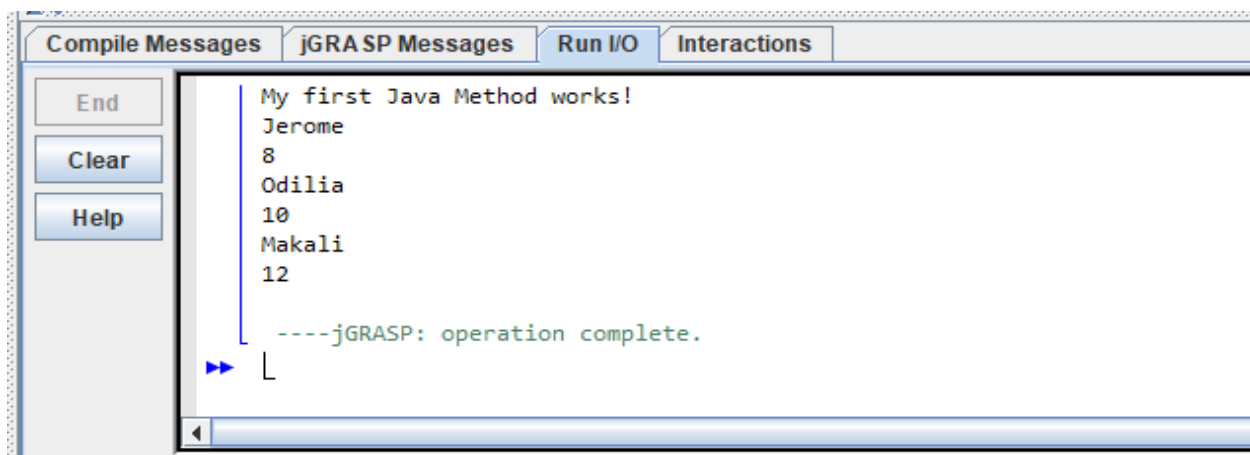 Compile Messages jGRASP Messages Run I/O Interactions
End
Clear
Help
My first Java Method works!
Jerome
8
Odilia
10
Makali
12
----jGRASP: operation complete.